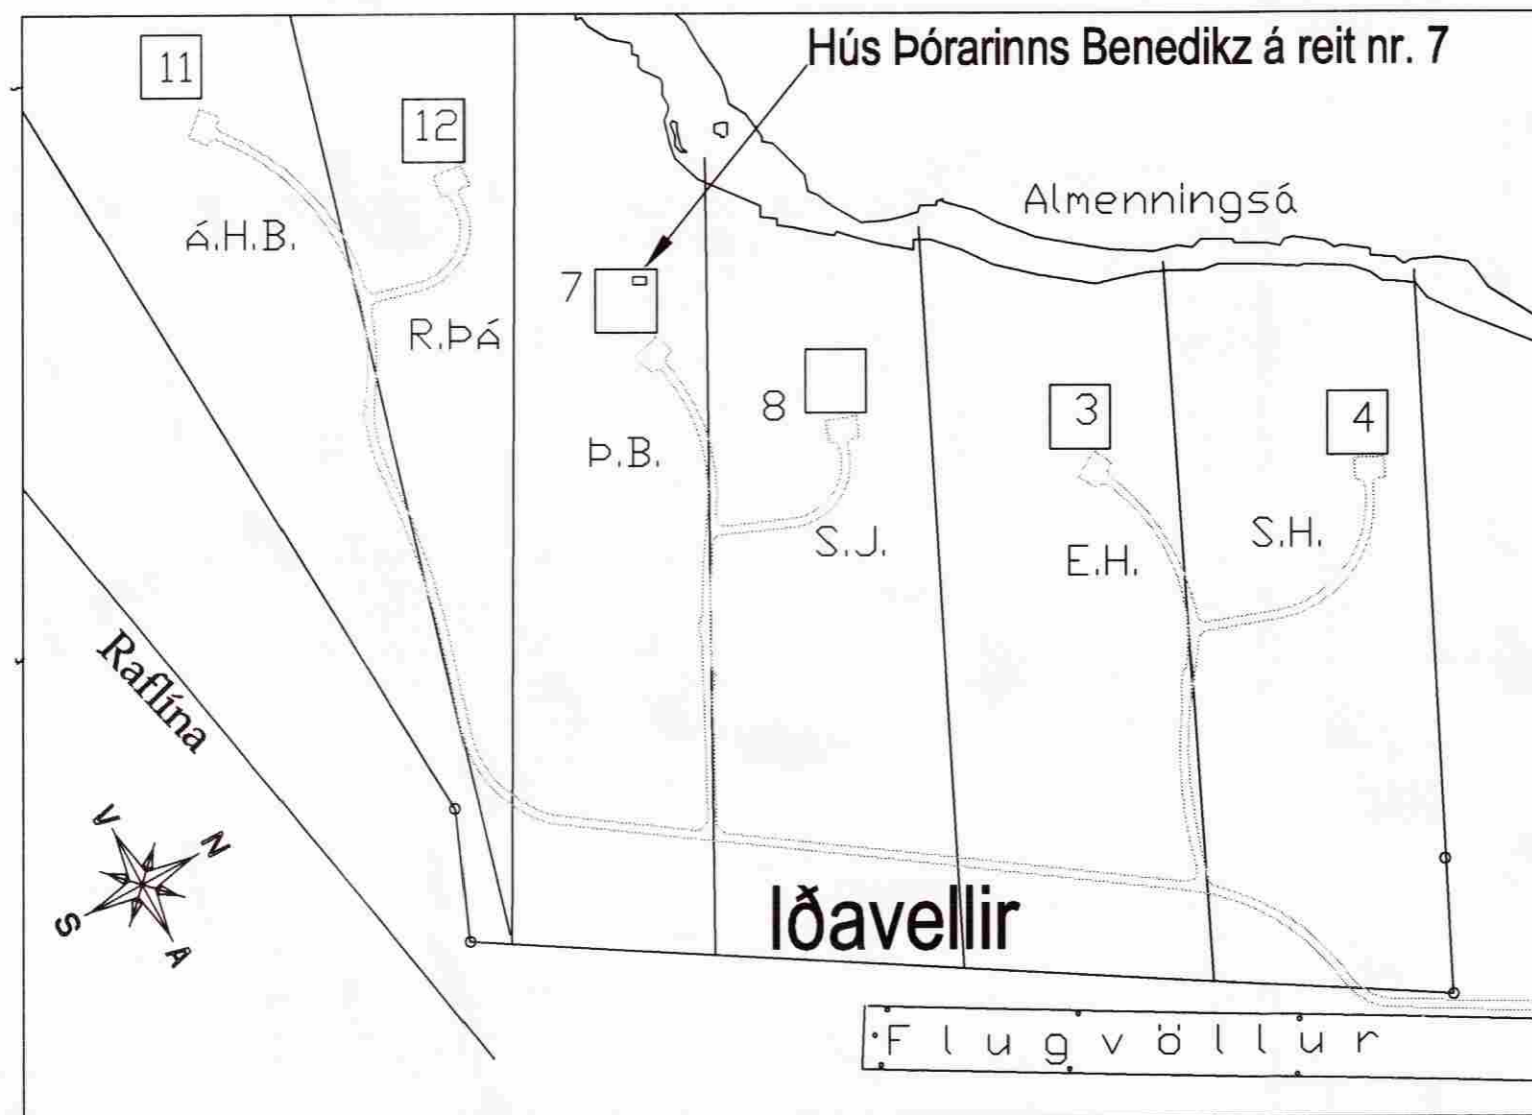 Hús Þórarinns Benedikz á reit nr. 7
11
12
Almenningsá
Á.H.B.
7
R.ÞÁ
8
3
4
Þ.B.
S.J.
E.H.
S.H.
Raflína
V
N
S
A
Iðavellir
Flugvöllur